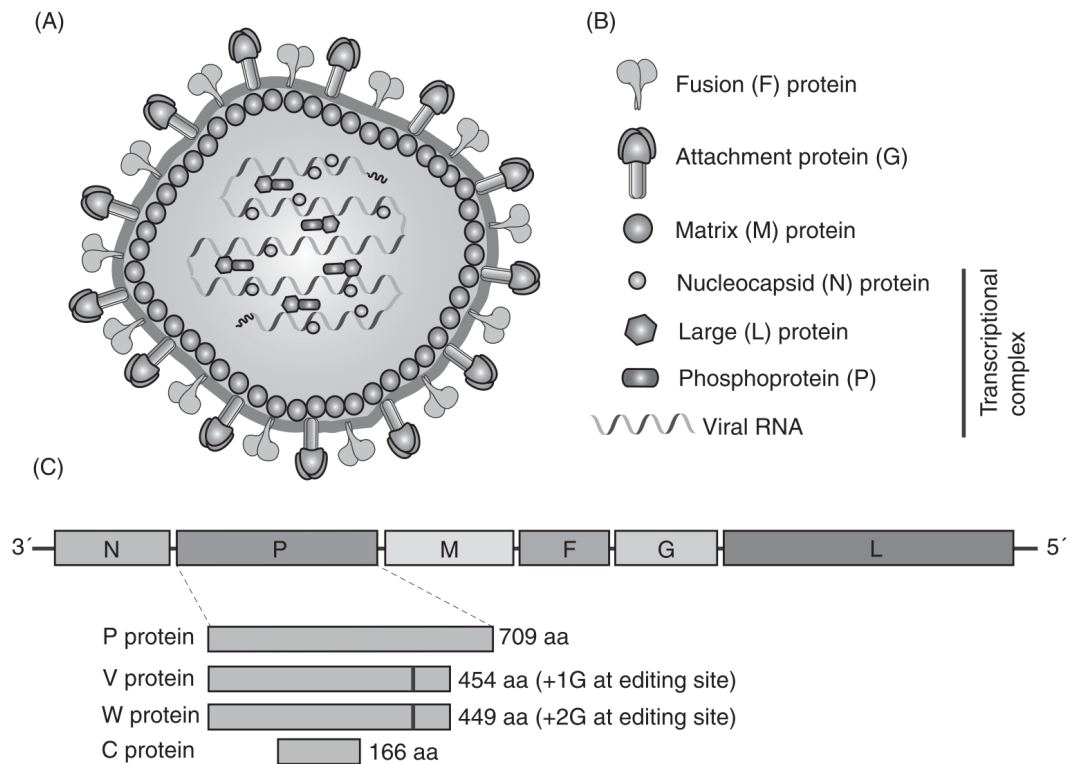 (A)
(B)
Fusion (F) protein
Attachment protein (G)
Matrix (M) protein
Nucleocapsid (N) protein
Large (L) protein
Phosphoprotein (P)
Viral RNA
Transcriptional
complex
(C)
3´ N P M F G L 5´
P protein 709 aa
V protein 454 aa (+1G at editing site)
W protein 449 aa (+2G at editing site)
C protein 166 aa